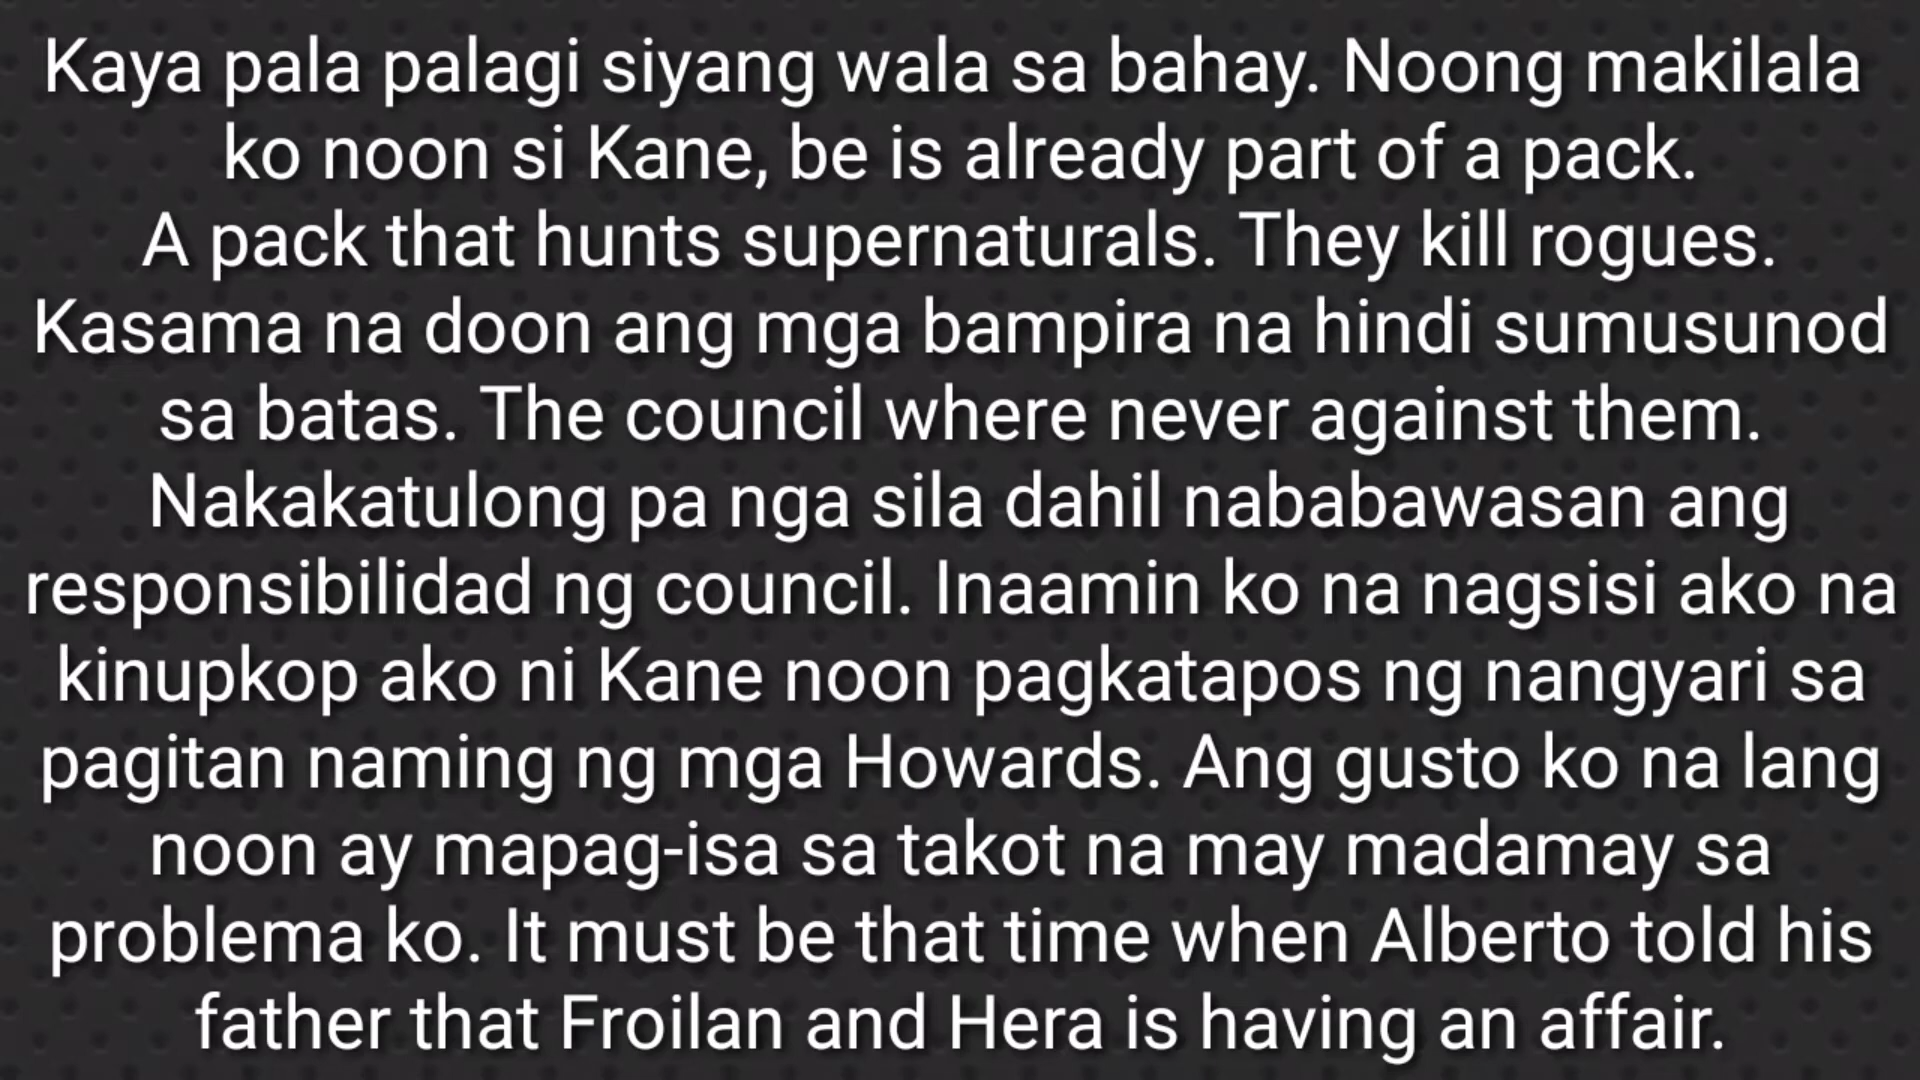 Kaya pala palagi siyang wala sa bahay. Noong makilala
ko noon si Kane, be is already part of a pack.
A pack that hunts supernaturals. They kill rogues.
Kasama na doon ang mga bampira na hindi sumusunod
sa batas. The council where never against them.
Nakakatulong pa nga sila dahil nababawasan ang
responsibilidad ng council. Inaamin ko na nagsisi ako na
kinupkop ako ni Kane noon pagkatapos ng nangyari sa
pagitan naming ng mga Howards. Ang gusto ko na lang
noon ay mapag-isa sa takot na may madamay sa
problema ko. It must be that time when Alberto told his
father that Froilan and Hera is having an affair.